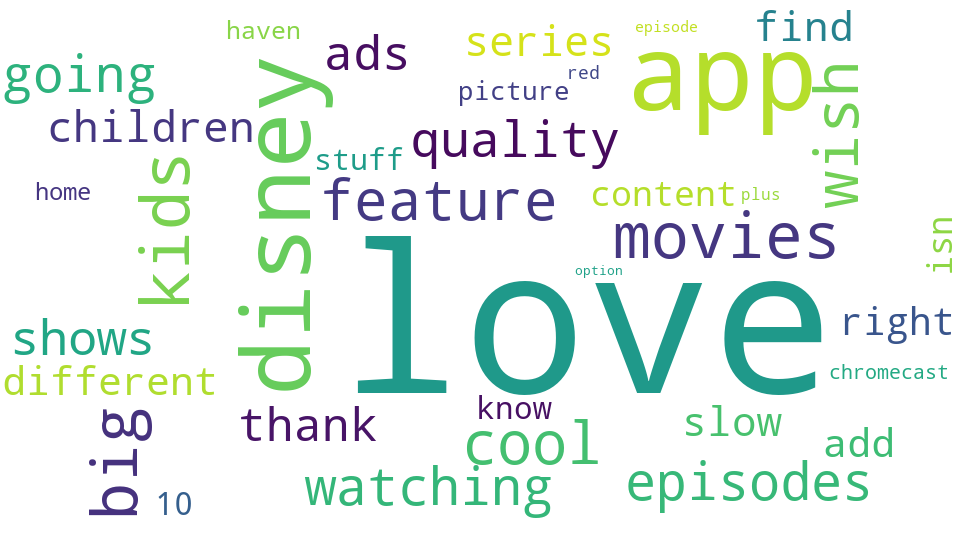 haven
ads
series
episode
find
going
picture
red
app
children
disney
quality
wish
stuff
home
kids
feature
content
plus
movies
isn
love
option
shows
right
different
chromecast
big
thank
know
cool
slow
add
10
watching
episodes